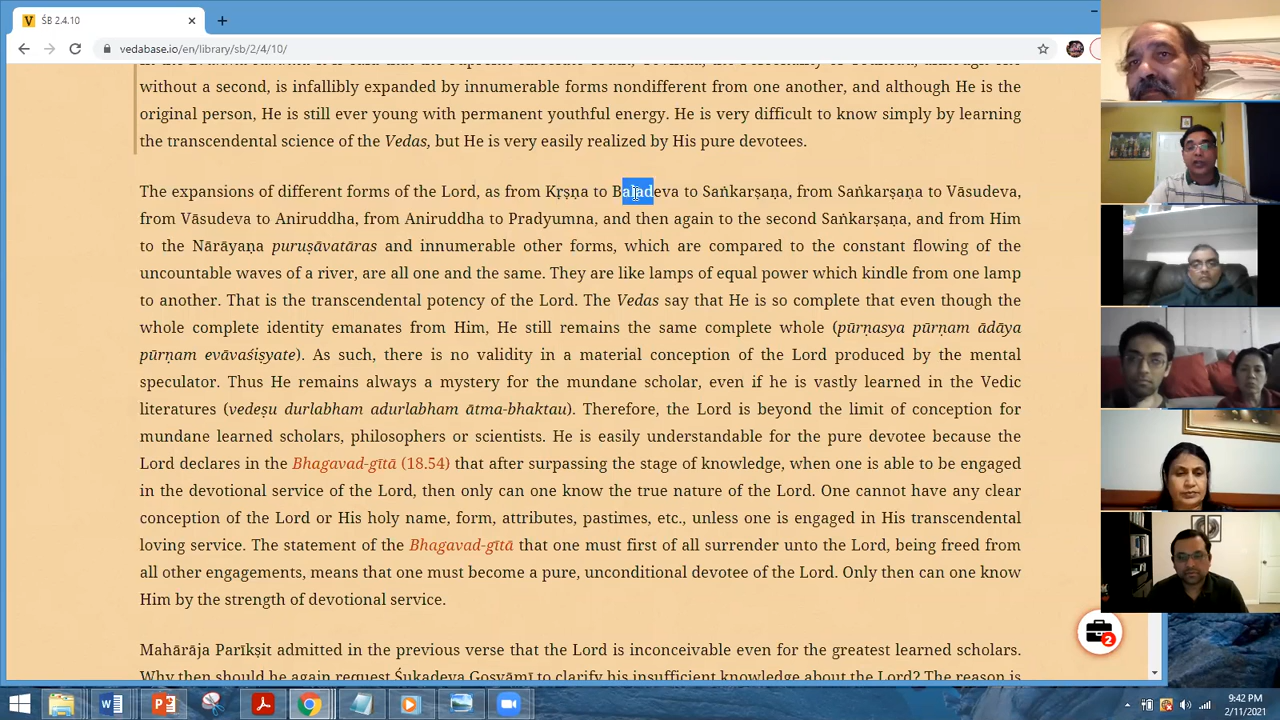 ŚB 2.4.10
vedabase.io/en/library/sb/2/4/10/
without a second, is infallibly expanded by innumerable forms nondifferent from one another, and although He is the
original person, He is still ever young with permanent youthful energy. He is very difficult to know simply by learning
the transcendental science of the Vedas, but He is very easily realized by His pure devotees.
The expansions of different forms of the Lord, as from Kṛṣṇa to Baladeva to Saṅkarṣaṇa, from Saṅkarṣaṇa to Vāsudeva,
from Vāsudeva to Aniruddha, from Aniruddha to Pradyumna, and then again to the second Saṅkarṣaṇa, and from Him
to the Nārāyaṇa puruṣāvatāras and innumerable other forms, which are compared to the constant flowing of the
uncountable waves of a river, are all one and the same. They are like lamps of equal power which kindle from one lamp
to another. That is the transcendental potency of the Lord. The Vedas say that He is so complete that even though the
whole complete identity emanates from Him, He still remains the same complete whole (pūrṇasya pūrṇam ādāya
pūrṇam evāvaśiṣyate). As such, there is no validity in a material conception of the Lord produced by the mental
speculator. Thus He remains always a mystery for the mundane scholar, even if he is vastly learned in the Vedic
literatures (vedeṣu durlabham adurlabham ātma-bhaktau). Therefore, the Lord is beyond the limit of conception for
mundane learned scholars, philosophers or scientists. He is easily understandable for the pure devotee because the
Lord declares in the Bhagavad-gītā (18.54) that after surpassing the stage of knowledge, when one is able to be engaged
in the devotional service of the Lord, then only can one know the true nature of the Lord. One cannot have any clear
conception of the Lord or His holy name, form, attributes, pastimes, etc., unless one is engaged in His transcendental
loving service. The statement of the Bhagavad-gītā that one must first of all surrender unto the Lord, being freed from
all other engagements, means that one must become a pure, unconditional devotee of the Lord. Only then can one know
Him by the strength of devotional service.
2
Mahārāja Parīkṣit admitted in the previous verse that the Lord is inconceivable even for the greatest learned scholars.
Why then should he again request Śukadeva Gosvāmī to clarify his insufficient knowledge about the Lord? The reason is
9:42 PM
2/11/2021